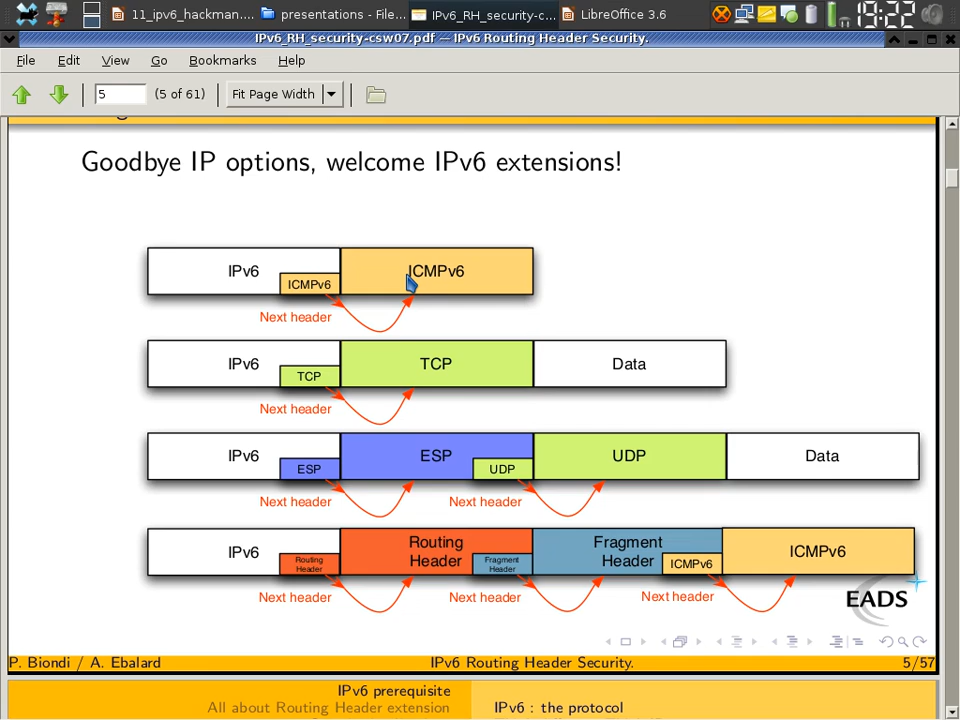 11_ipv6_hackman....
presentations - File...
IPv6_RH_security-c...
LibreOffice 3.6
19:22
IPv6_RH_security-csw07.pdf — IPv6 Routing Header Security.
File Edit View Go Bookmarks Help
5 (5 of 61) Fit Page Width
Goodbye IP options, welcome IPv6 extensions!
IPv6 ICMPv6
ICMPv6
Next header
IPv6 TCP Data
TCP
Next header
IPv6 ESP UDP Data
ESP UDP
Next header Next header
IPv6 Routing Header Fragment Header ICMPv6
Routing Header Fragment Header ICMPv6
Next header Next header Next header
EADS
P. Biondi / A. Ebalard IPv6 Routing Header Security. 5/57
IPv6 prerequisite
All about Routing Header extension IPv6 : the protocol